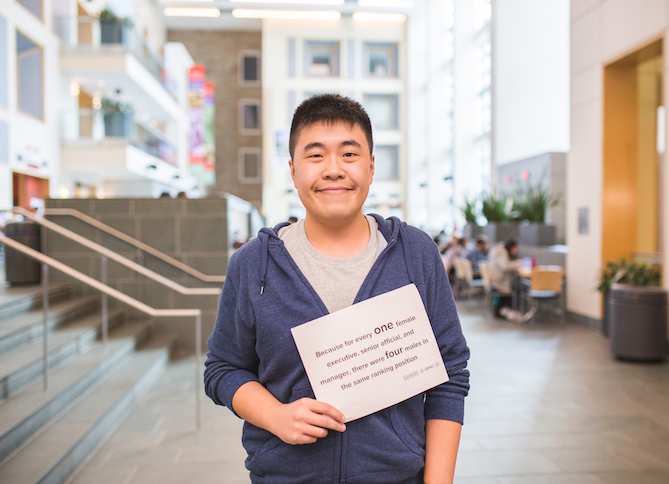 Because for every one female
executive, senior official, and
manager, there were four males in
the same ranking position